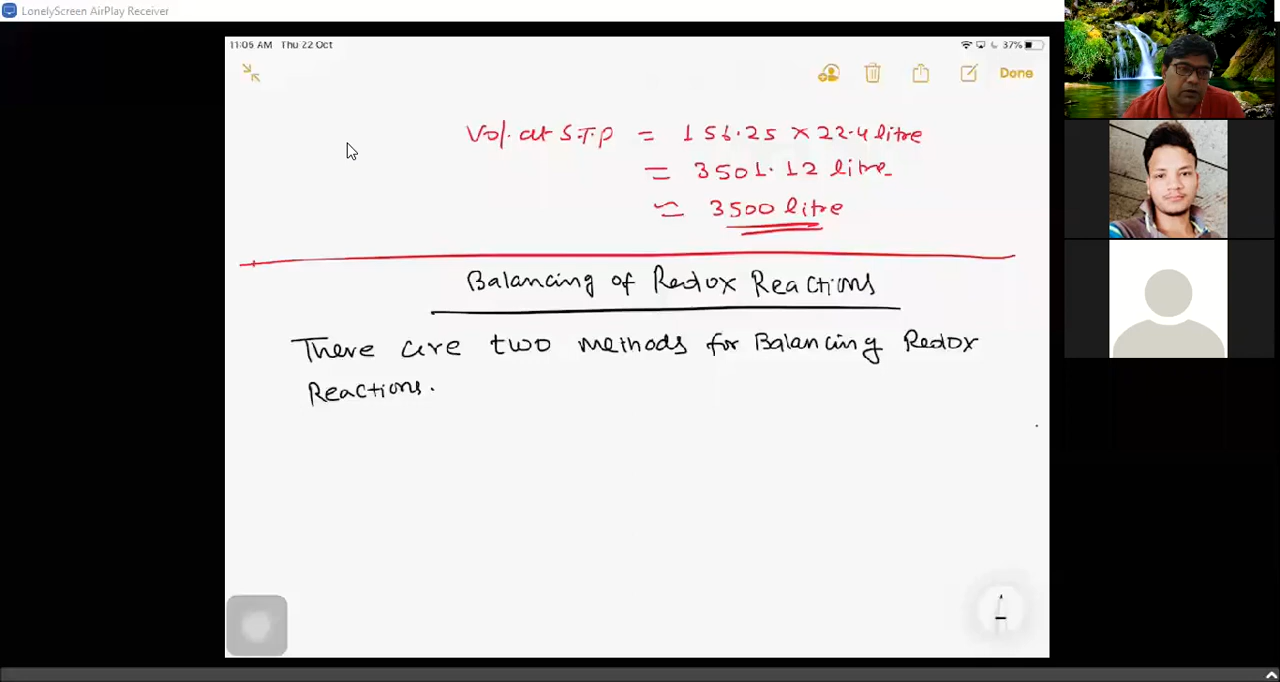 LonelyScreen AirPlay Receiver
11:05 AM Thu 22 Oct
37%
Done
Vol. at S.T.P = 156.25 x 22.4 litre
= 3501.12 litre
≃ 3500 litre
Balancing of Redox Reactions
There are two methods for Balancing Redox
Reactions.